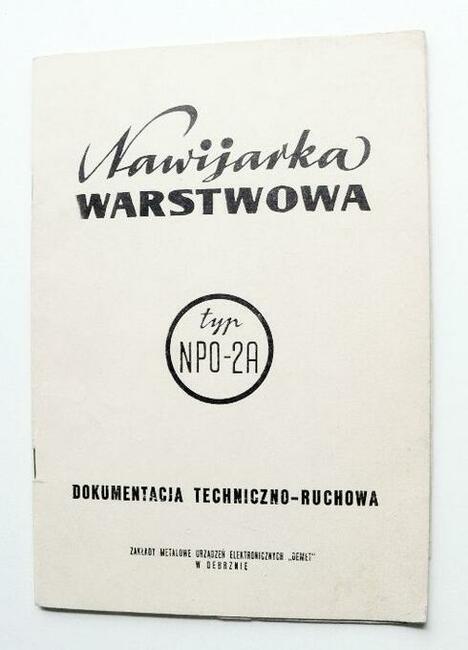 Nawijarka
WARSTWOWA
typ
NPO-2A
DOKUMENTACJA TECHNICZNO-RUCHOWA
ZAKŁADY METALOWE URZĄDZEŃ ELEKTRONICZNYCH „DEMET"
W DEBRZNIE